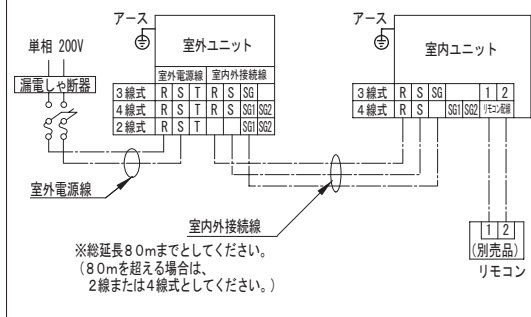 アース
単相 200V
漏電しゃ断器
室外ユニット
室外電源線 室内外接続線
3線式 R S T R S SG
4線式 R S T R S SG1 SG2
2線式 R S T SG1 SG2
アース
室内ユニット
3線式 R S SG 1 2
4線式 R S SG1 SG2 リモコン配線
室外電源線
室内外接続線
※総延長80mまでとしてください。
(80mを超える場合は、
2線または4線式としてください。)
1 2
(別売品)
リモコン